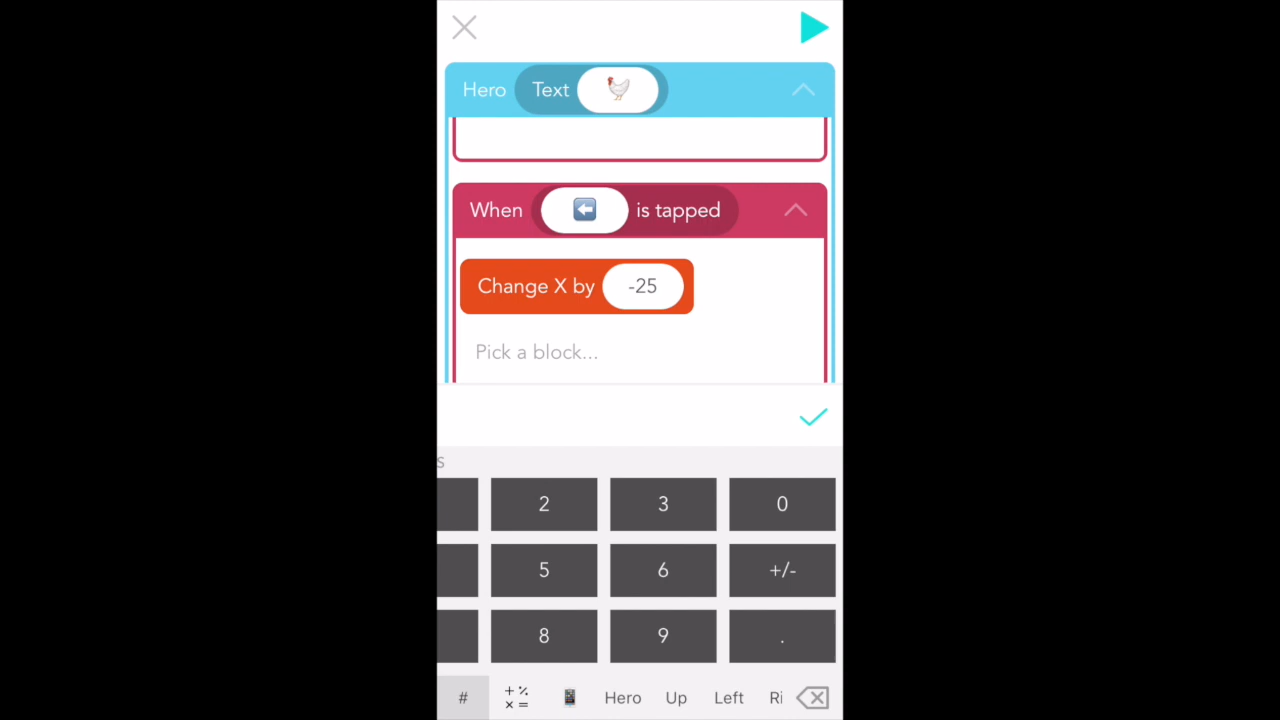 Hero Text
When is tapped
Change X by -25
Pick a block...
s
2 3 0
5 6 +/-
8 9 .
# + % × = Hero Up Left Ri